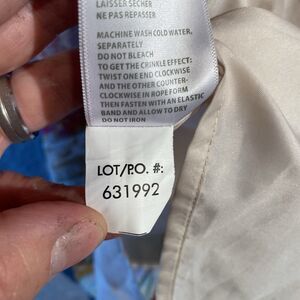 LAISSER SECHER
NE PAS REPASSER
MACHINE WASH COLD WATER,
SEPARATELY
DO NOT BLEACH
TO GET THE CRINKLE EFFECT:
TWIST ONE END CLOCKWISE
AND THE OTHER COUNTER-
CLOCKWISE IN ROPE FORM
THEN FASTEN WITH AN ELASTIC
BAND AND ALLOW TO DRY
DO NOT IRON
LOT/P.O. #:
631992